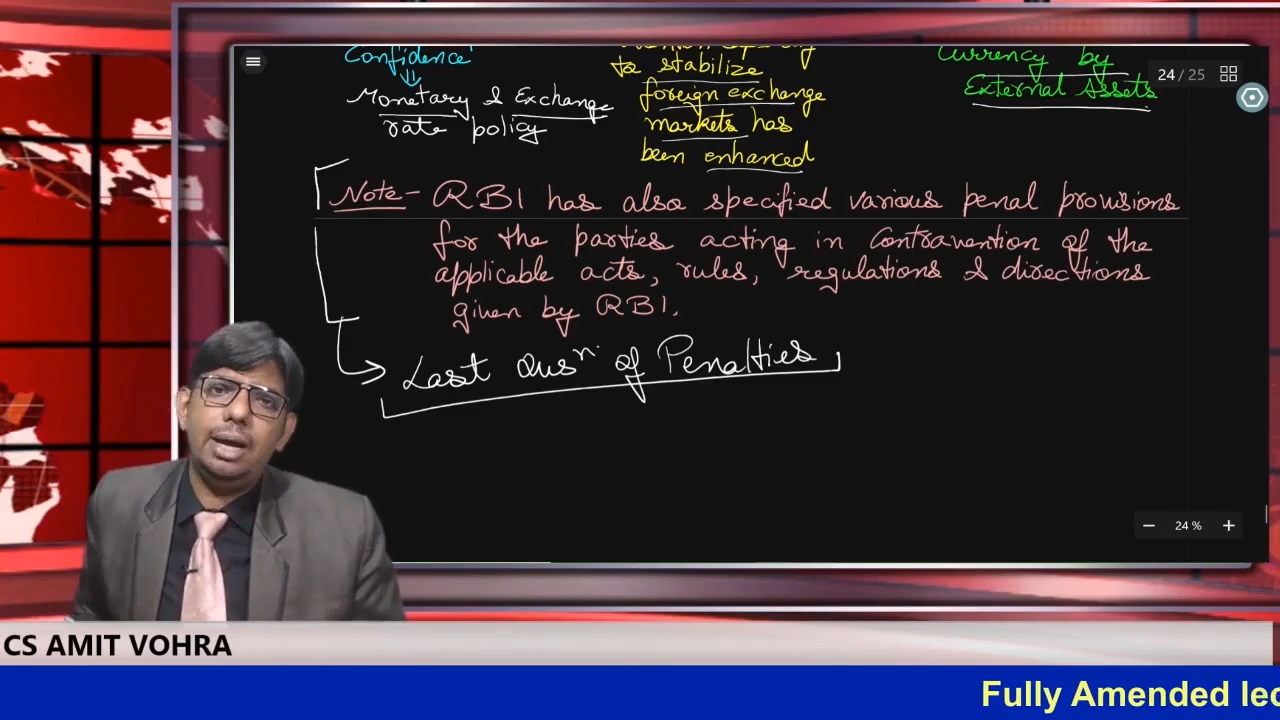 Confidence
Monetary & Exchange
rate policy
to stabilize
foreign exchange
markets has
been enhanced
Currency by
External Assets
24 / 25
Note - RBI has also specified various penal provisions
for the parties acting in contravention of the
applicable acts, rules, regulations & directions
given by RBI.
Last Qusn. of Penalties
24 %
CS AMIT VOHRA
Fully Amended lec